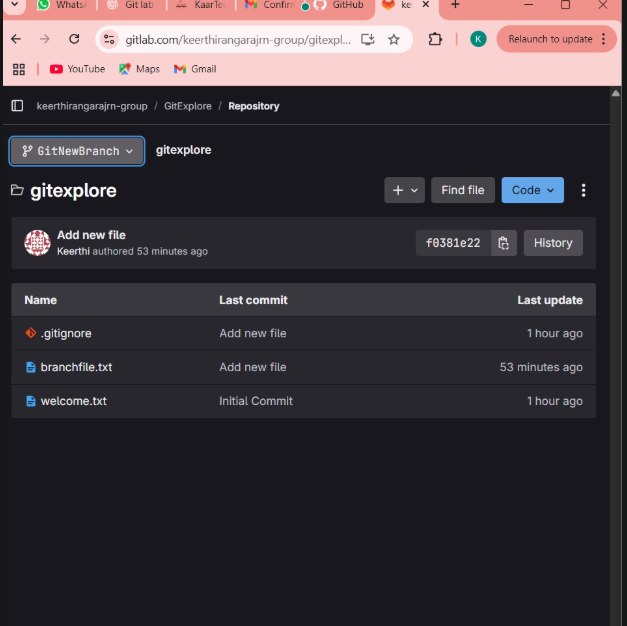 WhatsA
Git lab
KaarTe
Confirm
GitHub
ke
gitlab.com/keerthirangarajrn-group/gitexpl...
K
Relaunch to update
YouTube
Maps
Gmail
keerthirangarajrn-group / GitExplore / Repository
GitNewBranch
gitexplore
gitexplore
+
Find file
Code
Add new file
Keerthi authored 53 minutes ago
f0381e22
History
Name Last commit Last update
.gitignore Add new file 1 hour ago
branchfile.txt Add new file 53 minutes ago
welcome.txt Initial Commit 1 hour ago